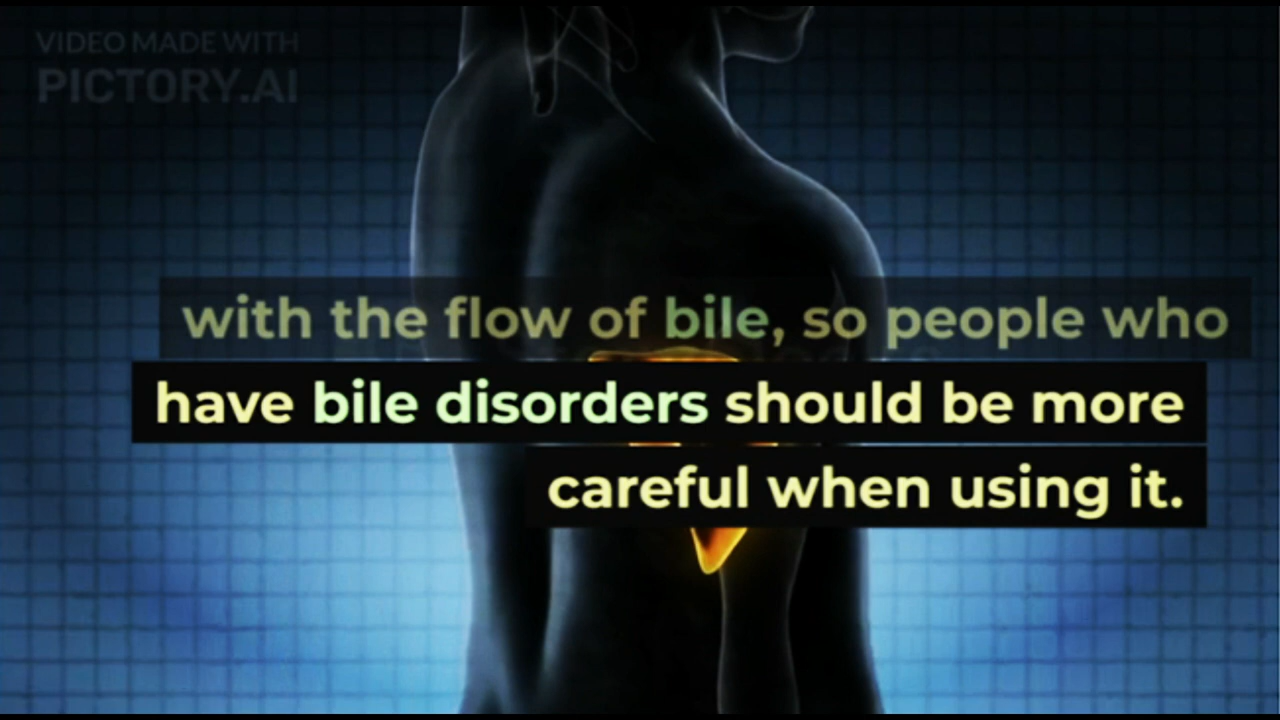 VIDEO MADE WITH
PICTORY.AI
with the flow of bile, so people who
have bile disorders should be more
careful when using it.